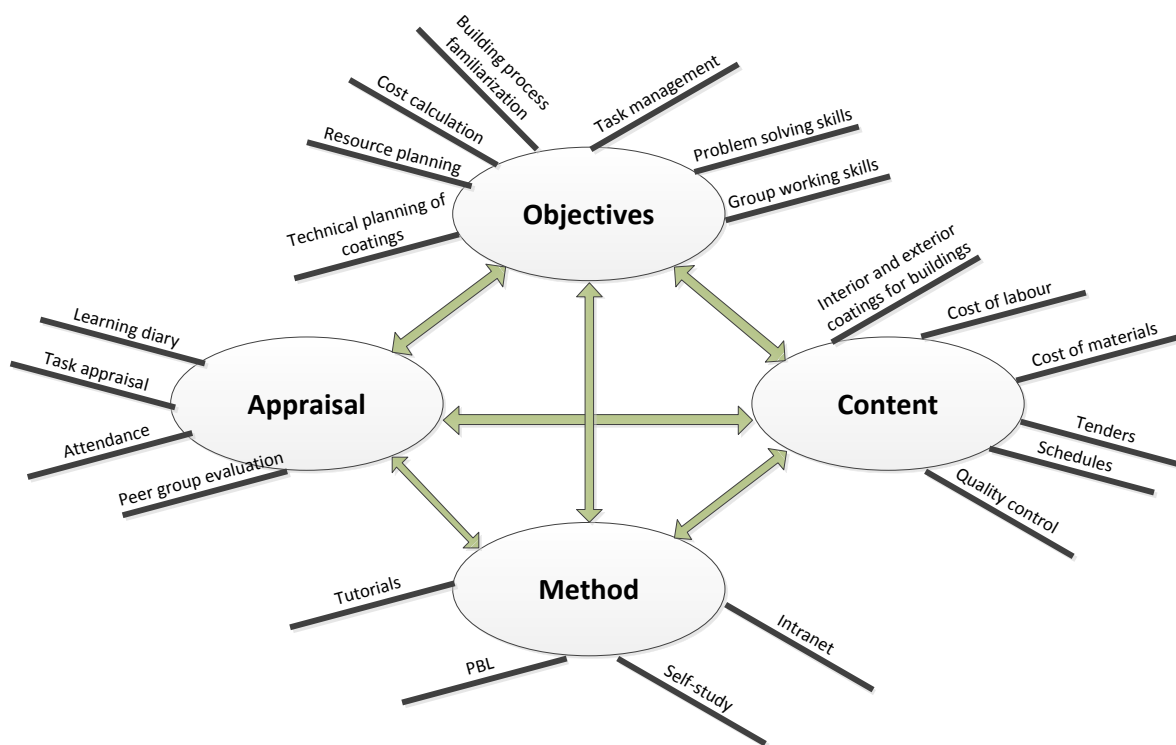 Building process
familiarization
Cost calculation
Resource planning
Technical planning of
coatings
Task management
Problem solving skills
Group working skills
Objectives
Interior and exterior
coatings for buildings
Cost of labour
Cost of materials
Tenders
Schedules
Quality control
Content
Learning diary
Task appraisal
Attendance
Peer group evaluation
Appraisal
Tutorials
PBL
Self-study
Intranet
Method